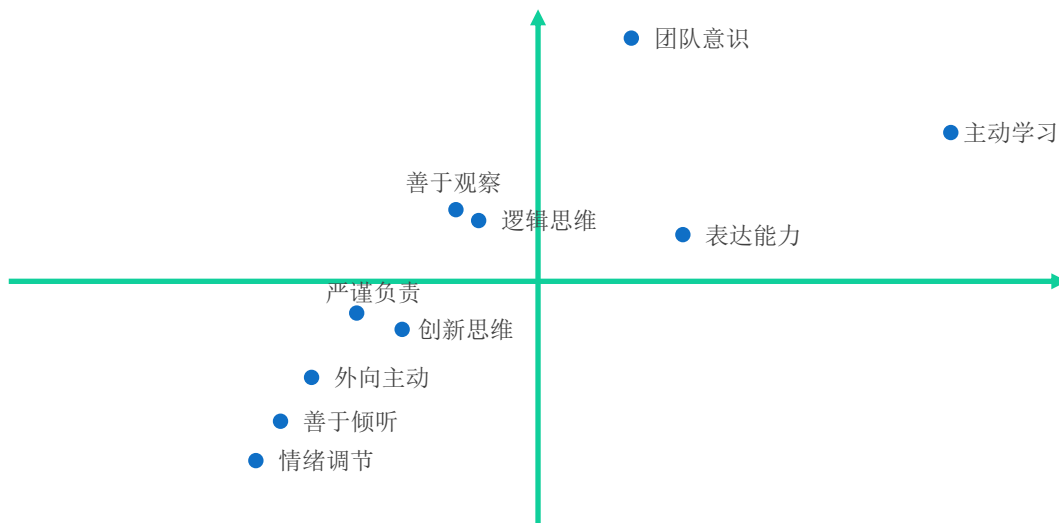 团队意识
主动学习
善于观察
逻辑思维
表达能力
严谨负责
创新思维
外向主动
善于倾听
情绪调节